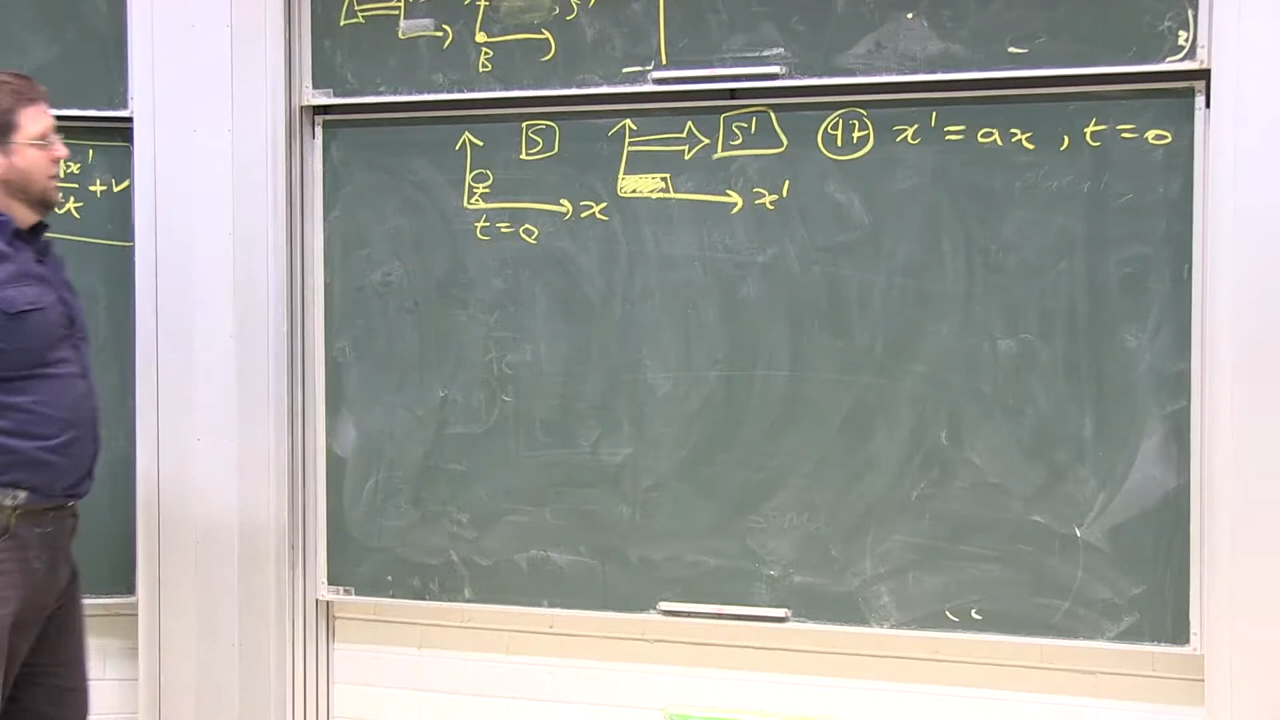 B
S
S'
47 x' = ax, t=0
x
x'
t=0